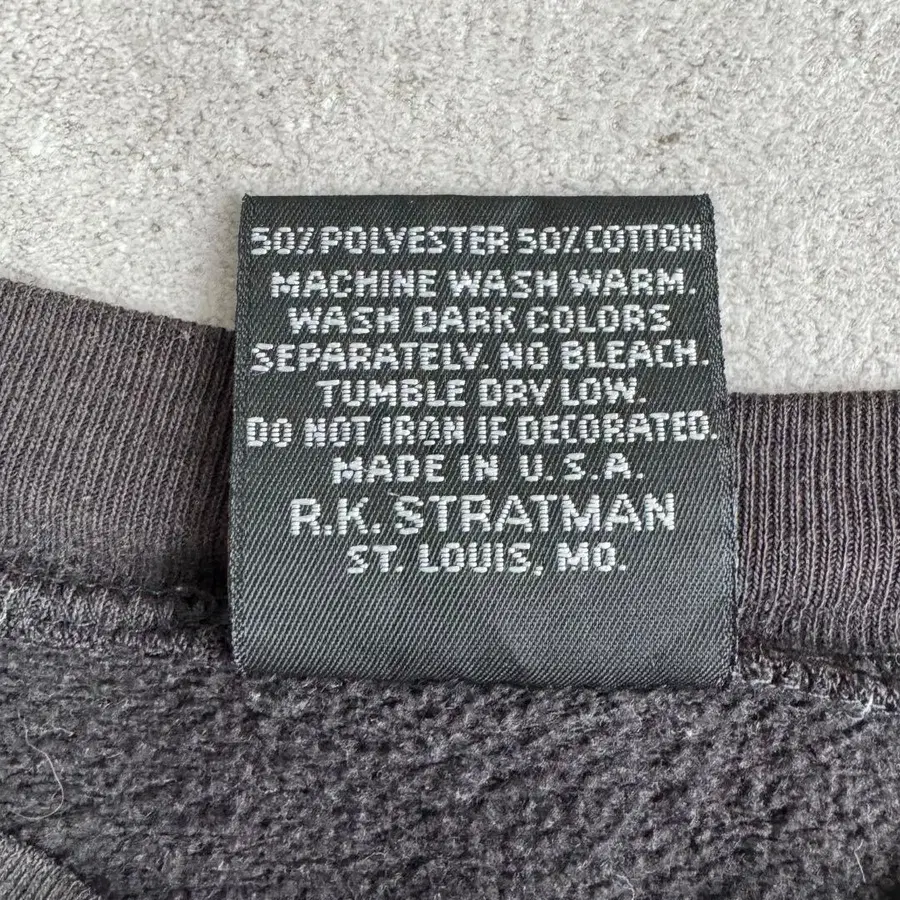 50% POLYESTER 50% COTTON
MACHINE WASH WARM.
WASH DARK COLORS
SEPARATELY. NO BLEACH.
TUMBLE DRY LOW.
DO NOT IRON IF DECORATED.
MADE IN U.S.A.
R.K. STRATMAN
ST. LOUIS, MO.